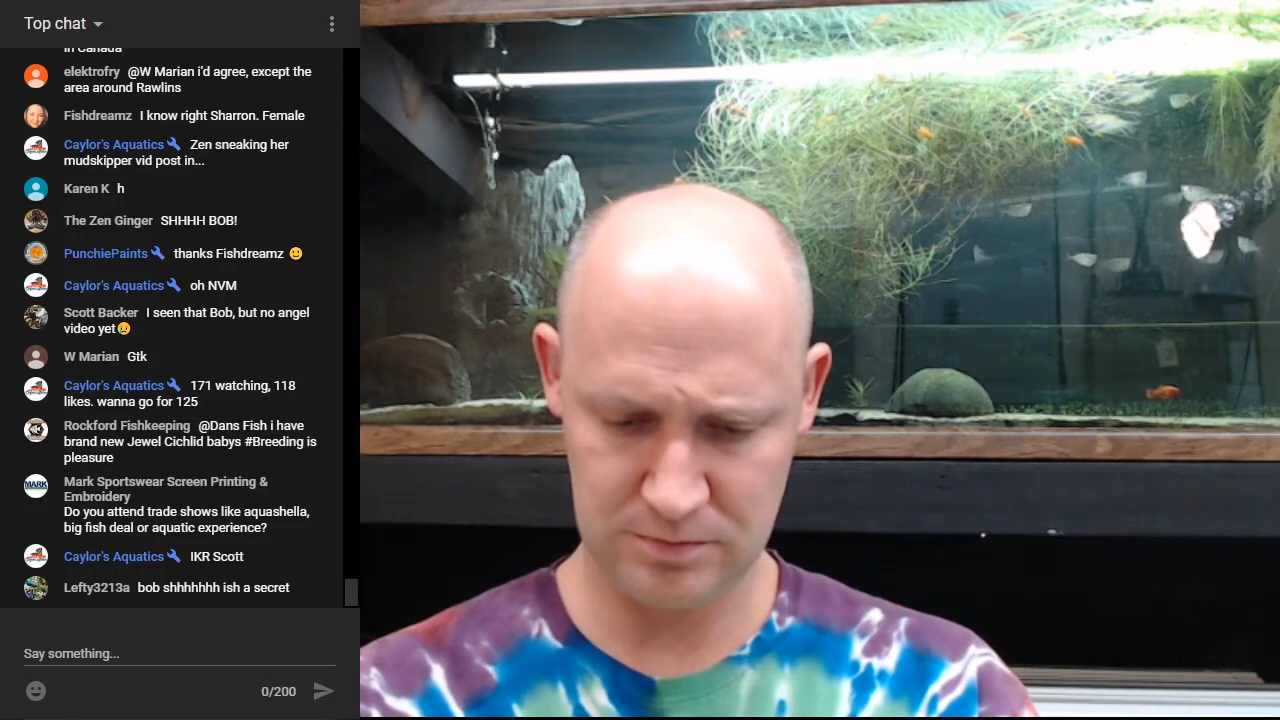 Top chat
in Canada
elektrofry @W Marian i'd agree, except the
area around Rawlins
Fishdreamz I know right Sharron. Female
Caylor's Aquatics Zen sneaking her
mudskipper vid post in...
Karen K h
The Zen Ginger SHHHH BOB!
PunchiePaints thanks Fishdreamz
Caylor's Aquatics oh NVM
Scott Backer I seen that Bob, but no angel
video yet
W Marian Gtk
Caylor's Aquatics 171 watching, 118
likes. wanna go for 125
Rockford Fishkeeping @Dans Fish i have
brand new Jewel Cichlid babys #Breeding is
pleasure
MARK Mark Sportswear Screen Printing &
Embroidery
Do you attend trade shows like aquashella,
big fish deal or aquatic experience?
Caylor's Aquatics IKR Scott
Lefty3213a bob shhhhhhh ish a secret
Say something...
0/200